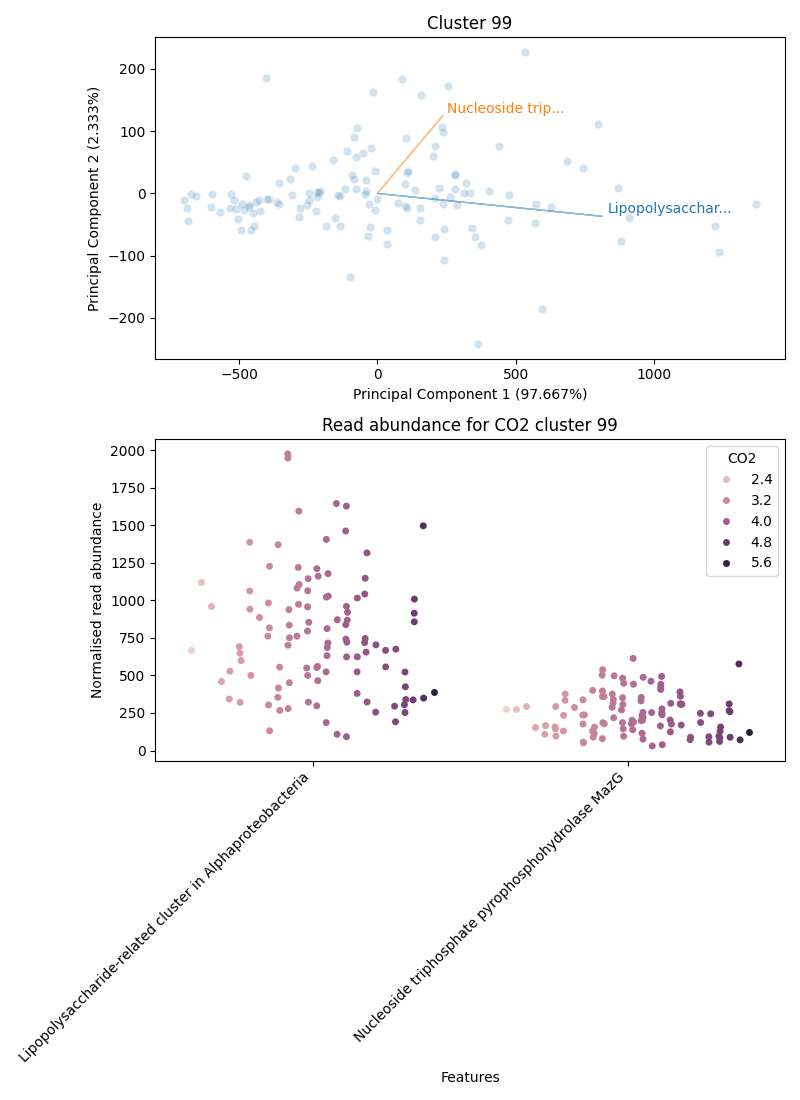 Cluster 99
200
100
0
−100
−200
Principal Component 2 (2.333%)
Nucleoside trip...
Lipopolysacchar...
−500
0
500
1000
Principal Component 1 (97.667%)
Read abundance for CO2 cluster 99
2000
1750
1500
1250
1000
750
500
250
0
Normalised read abundance
CO2
2.4
3.2
4.0
4.8
5.6
Lipopolysaccharide-related cluster in Alphaproteobacteria
Nucleoside triphosphate pyrophosphohydrolase MazG
Features